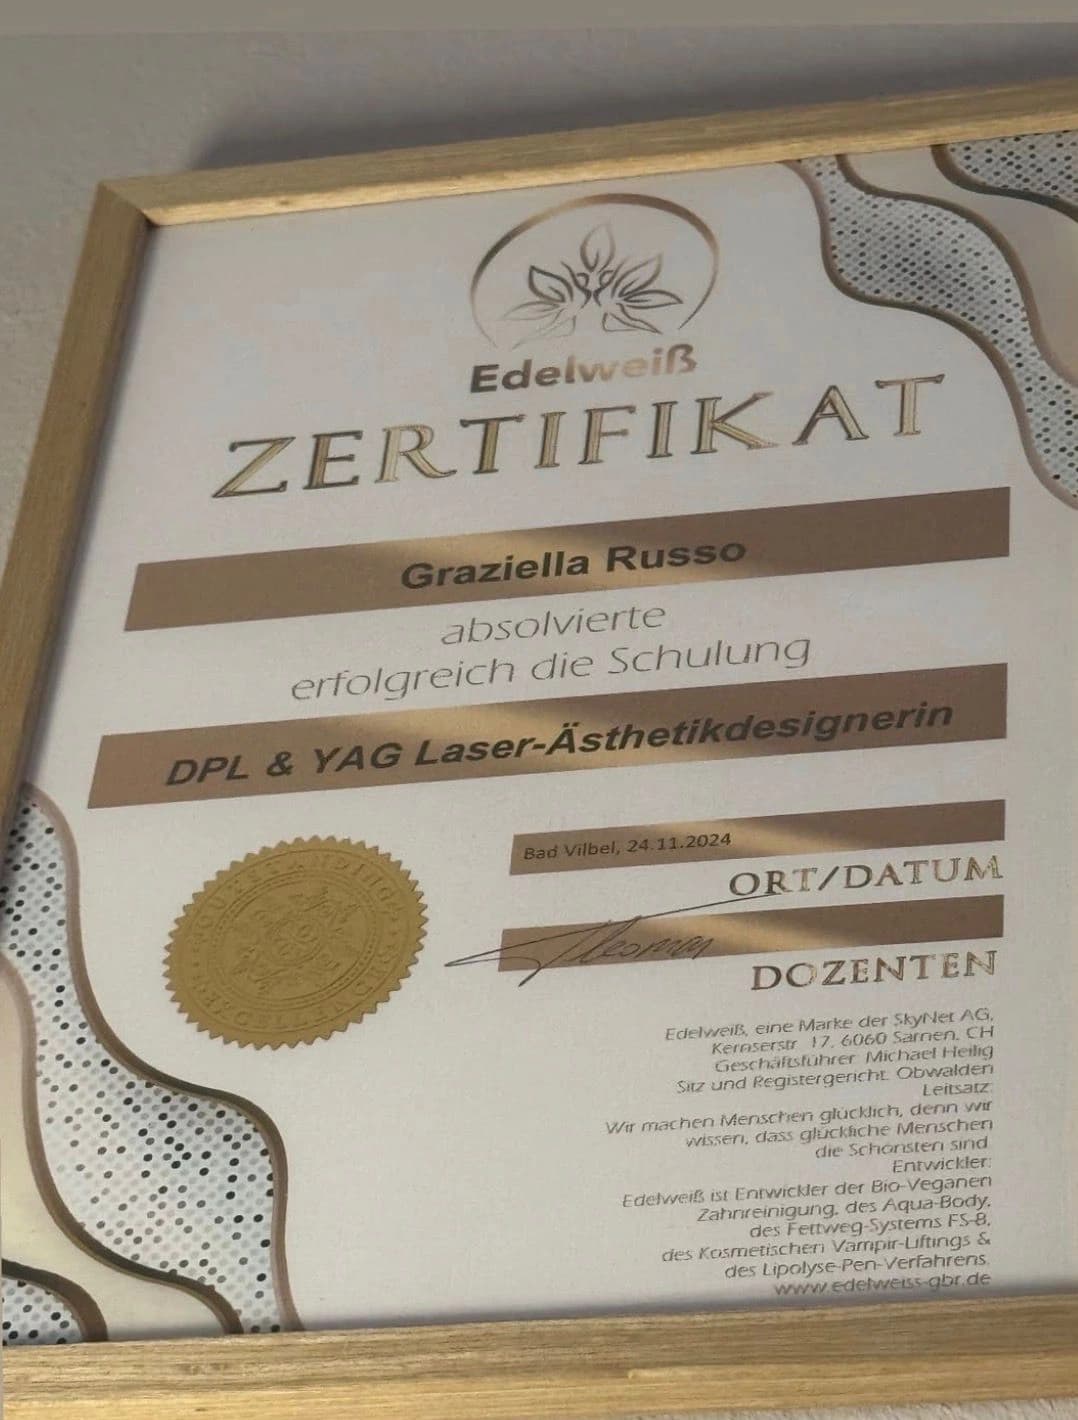 Edelweiß
ZERTIFIKAT
Graziella Russo
absolvierte
erfolgreich die Schulung
DPL & YAG Laser-Ästhetikdesignerin
Bad Vilbel, 24.11.2024
ORT/DATUM
DOZENTEN
Edelweiß, eine Marke der SkyNet AG,
Kernserstr. 17, 6060 Sarnen, CH
Geschäftsführer Michael Heilig
Sitz und Registergericht: Obwalden
Leitsatz:
Wir machen Menschen glücklich, denn wir
wissen, dass glückliche Menschen
die Schönsten sind
Entwickler:
Edelweiß ist Entwickler der Bio-Veganen
Zahnreinigung, des Aqua-Body,
des Fettweg-Systems FS-8,
des Kosmetischen Vampir-Liftings &
des Lipolyse-Pen-Verfahrens.
www.edelweiss-gbr.de